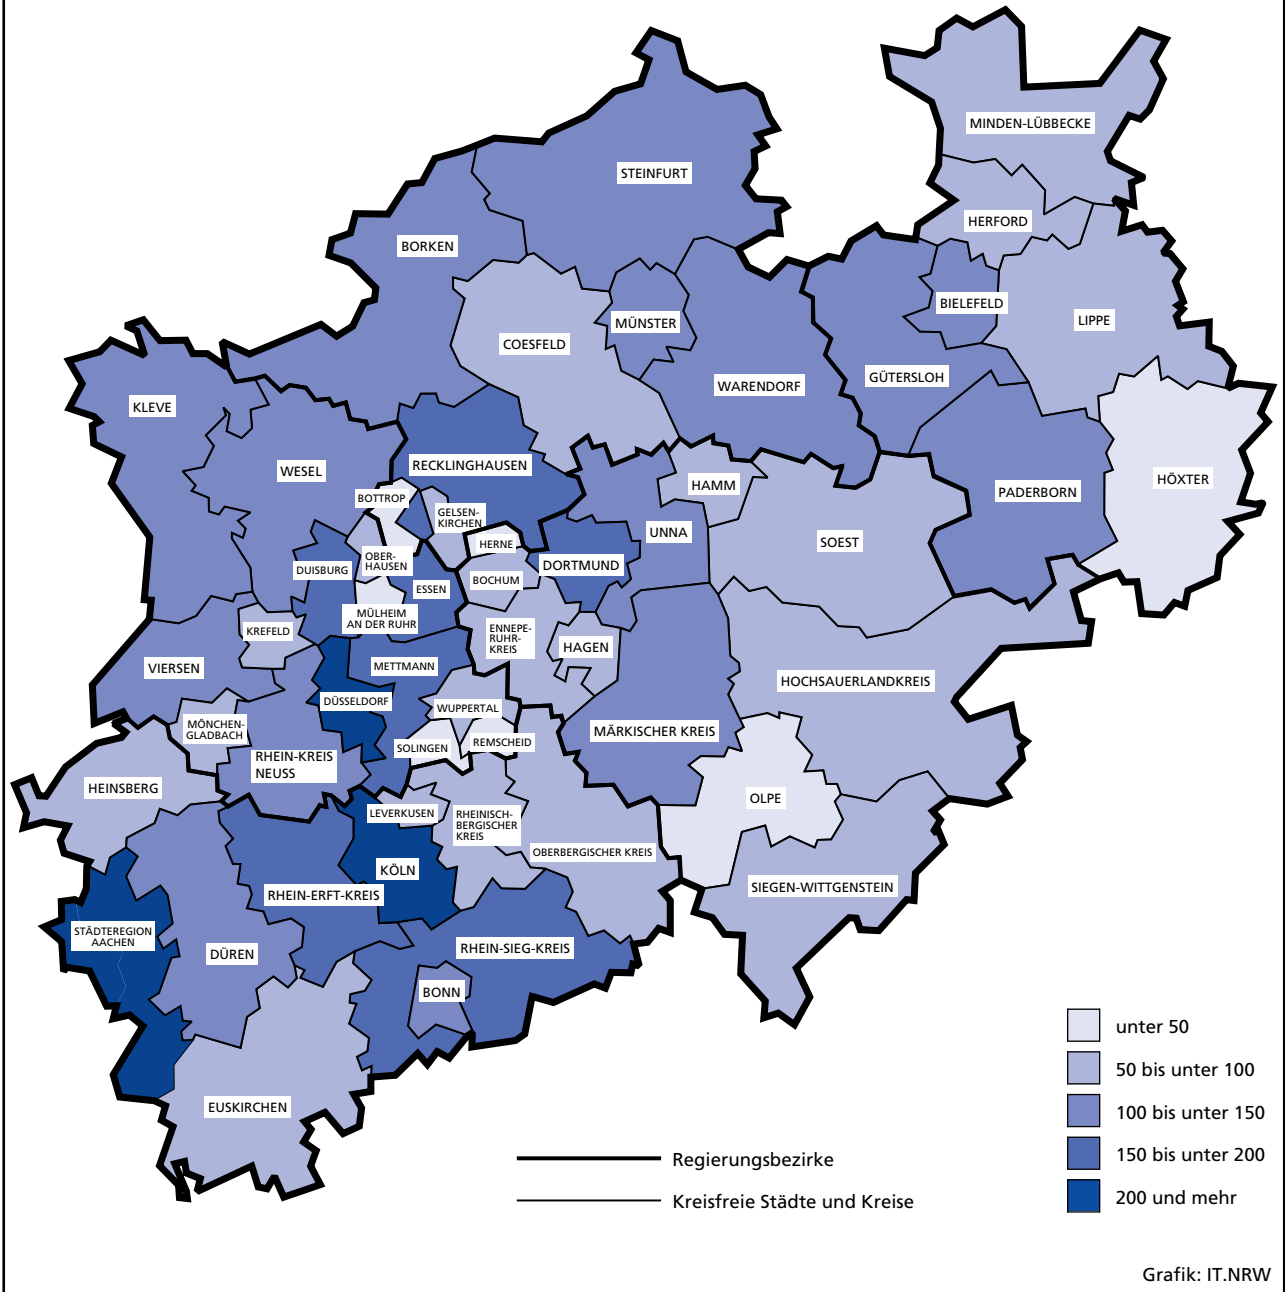 MINDEN-LÜBBECKE
STEINFURT
HERFORD
BORKEN
BIELEFELD
MÜNSTER
LIPPE
COESFELD
GÜTERSLOH
WARENDORF
KLEVE
RECKLINGHAUSEN
WESEL
HÖXTER
HAMM
PADERBORN
BOTTROP
GELSEN-
KIRCHEN
UNNA
SOEST
HERNE
OBER-
HAUSEN
DORTMUND
DUISBURG
BOCHUM
ESSEN
MÜLHEIM
AN DER RUHR
KREFELD
ENNEPE-
RUHR-
KREIS
HAGEN
VIERSEN
METTMANN
HOCHSAUERLANDKREIS
DÜSSELDORF
WUPPERTAL
MÖNCHEN-
GLADBACH
MÄRKISCHER KREIS
SOLINGEN
REMSCHEID
RHEIN-KREIS
NEUSS
HEINSBERG
OLPE
LEVERKUSEN
RHEINISCH-
BERGISCHER
KREIS
OBERBERGISCHER KREIS
KÖLN
SIEGEN-WITTGENSTEIN
RHEIN-ERFT-KREIS
STÄDTEREGION
AACHEN
DÜREN
RHEIN-SIEG-KREIS
BONN
EUSKIRCHEN
unter 50
50 bis unter 100
100 bis unter 150
150 bis unter 200
200 und mehr
Regierungsbezirke
Kreisfreie Städte und Kreise
Grafik: IT.NRW